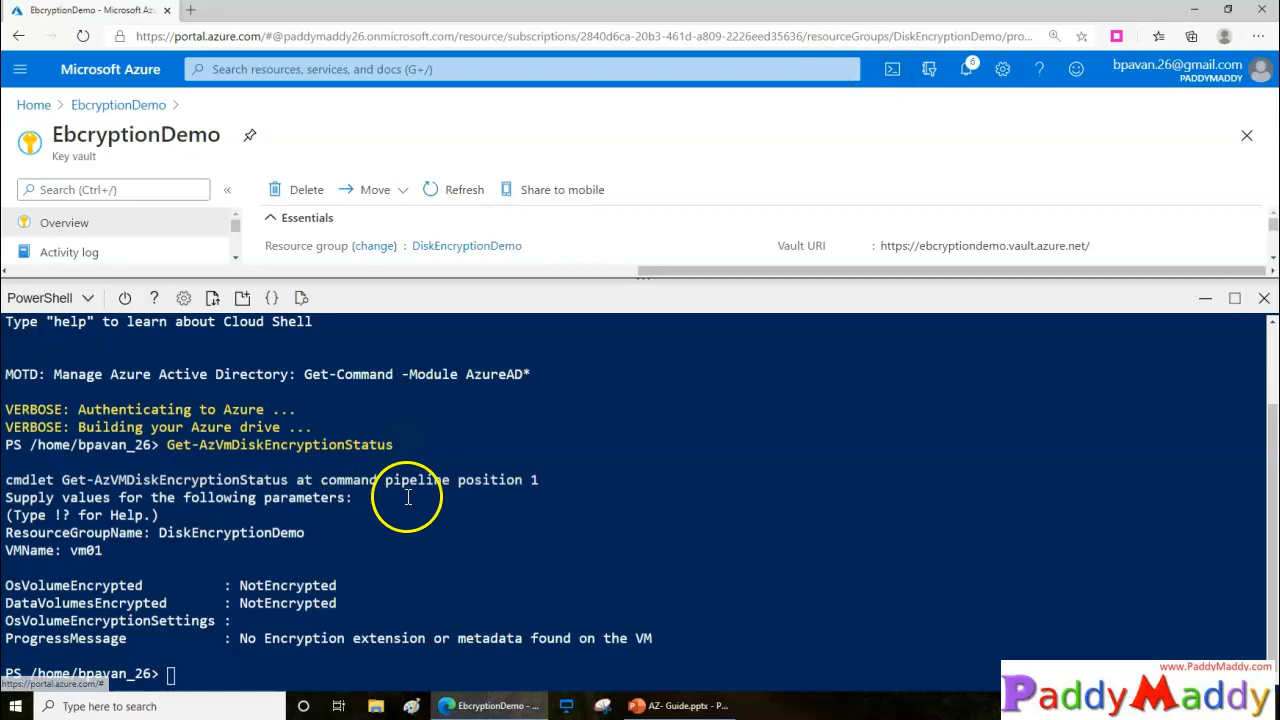 EbcryptionDemo - Microsoft Az
https://portal.azure.com/#@paddymaddy26.onmicrosoft.com/resource/subscriptions/2840d6ca-20b3-461d-a809-2226eed35636/resourceGroups/DiskEncryptionDemo/pro...
Microsoft Azure
Search resources, services, and docs (G+/)
6
bpavan.26@gmail.com
PADDYMADDY
Home > EbcryptionDemo >
EbcryptionDemo
Key vault
Search (Ctrl+/)
«
Delete
Move
Refresh
Share to mobile
Overview
Essentials
Activity log
Resource group (change) : DiskEncryptionDemo
Vault URI : https://ebcryptiondemo.vault.azure.net/
PowerShell
Type "help" to learn about Cloud Shell
MOTD: Manage Azure Active Directory: Get-Command -Module AzureAD*
VERBOSE: Authenticating to Azure ...
VERBOSE: Building your Azure drive ...
PS /home/bpavan_26> Get-AzVmDiskEncryptionStatus
cmdlet Get-AzVMDiskEncryptionStatus at command pipeline position 1
Supply values for the following parameters:
(Type !? for Help.)
ResourceGroupName: DiskEncryptionDemo
VMName: vm01
OsVolumeEncrypted : NotEncrypted
DataVolumesEncrypted : NotEncrypted
OsVolumeEncryptionSettings :
ProgressMessage : No Encryption extension or metadata found on the VM
PS /home/bpavan_26>
https://portal.azure.com/#
www.PaddyMaddy.com
PaddyMaddy
Type here to search
EbcryptionDemo - ...
AZ- Guide.pptx - P...